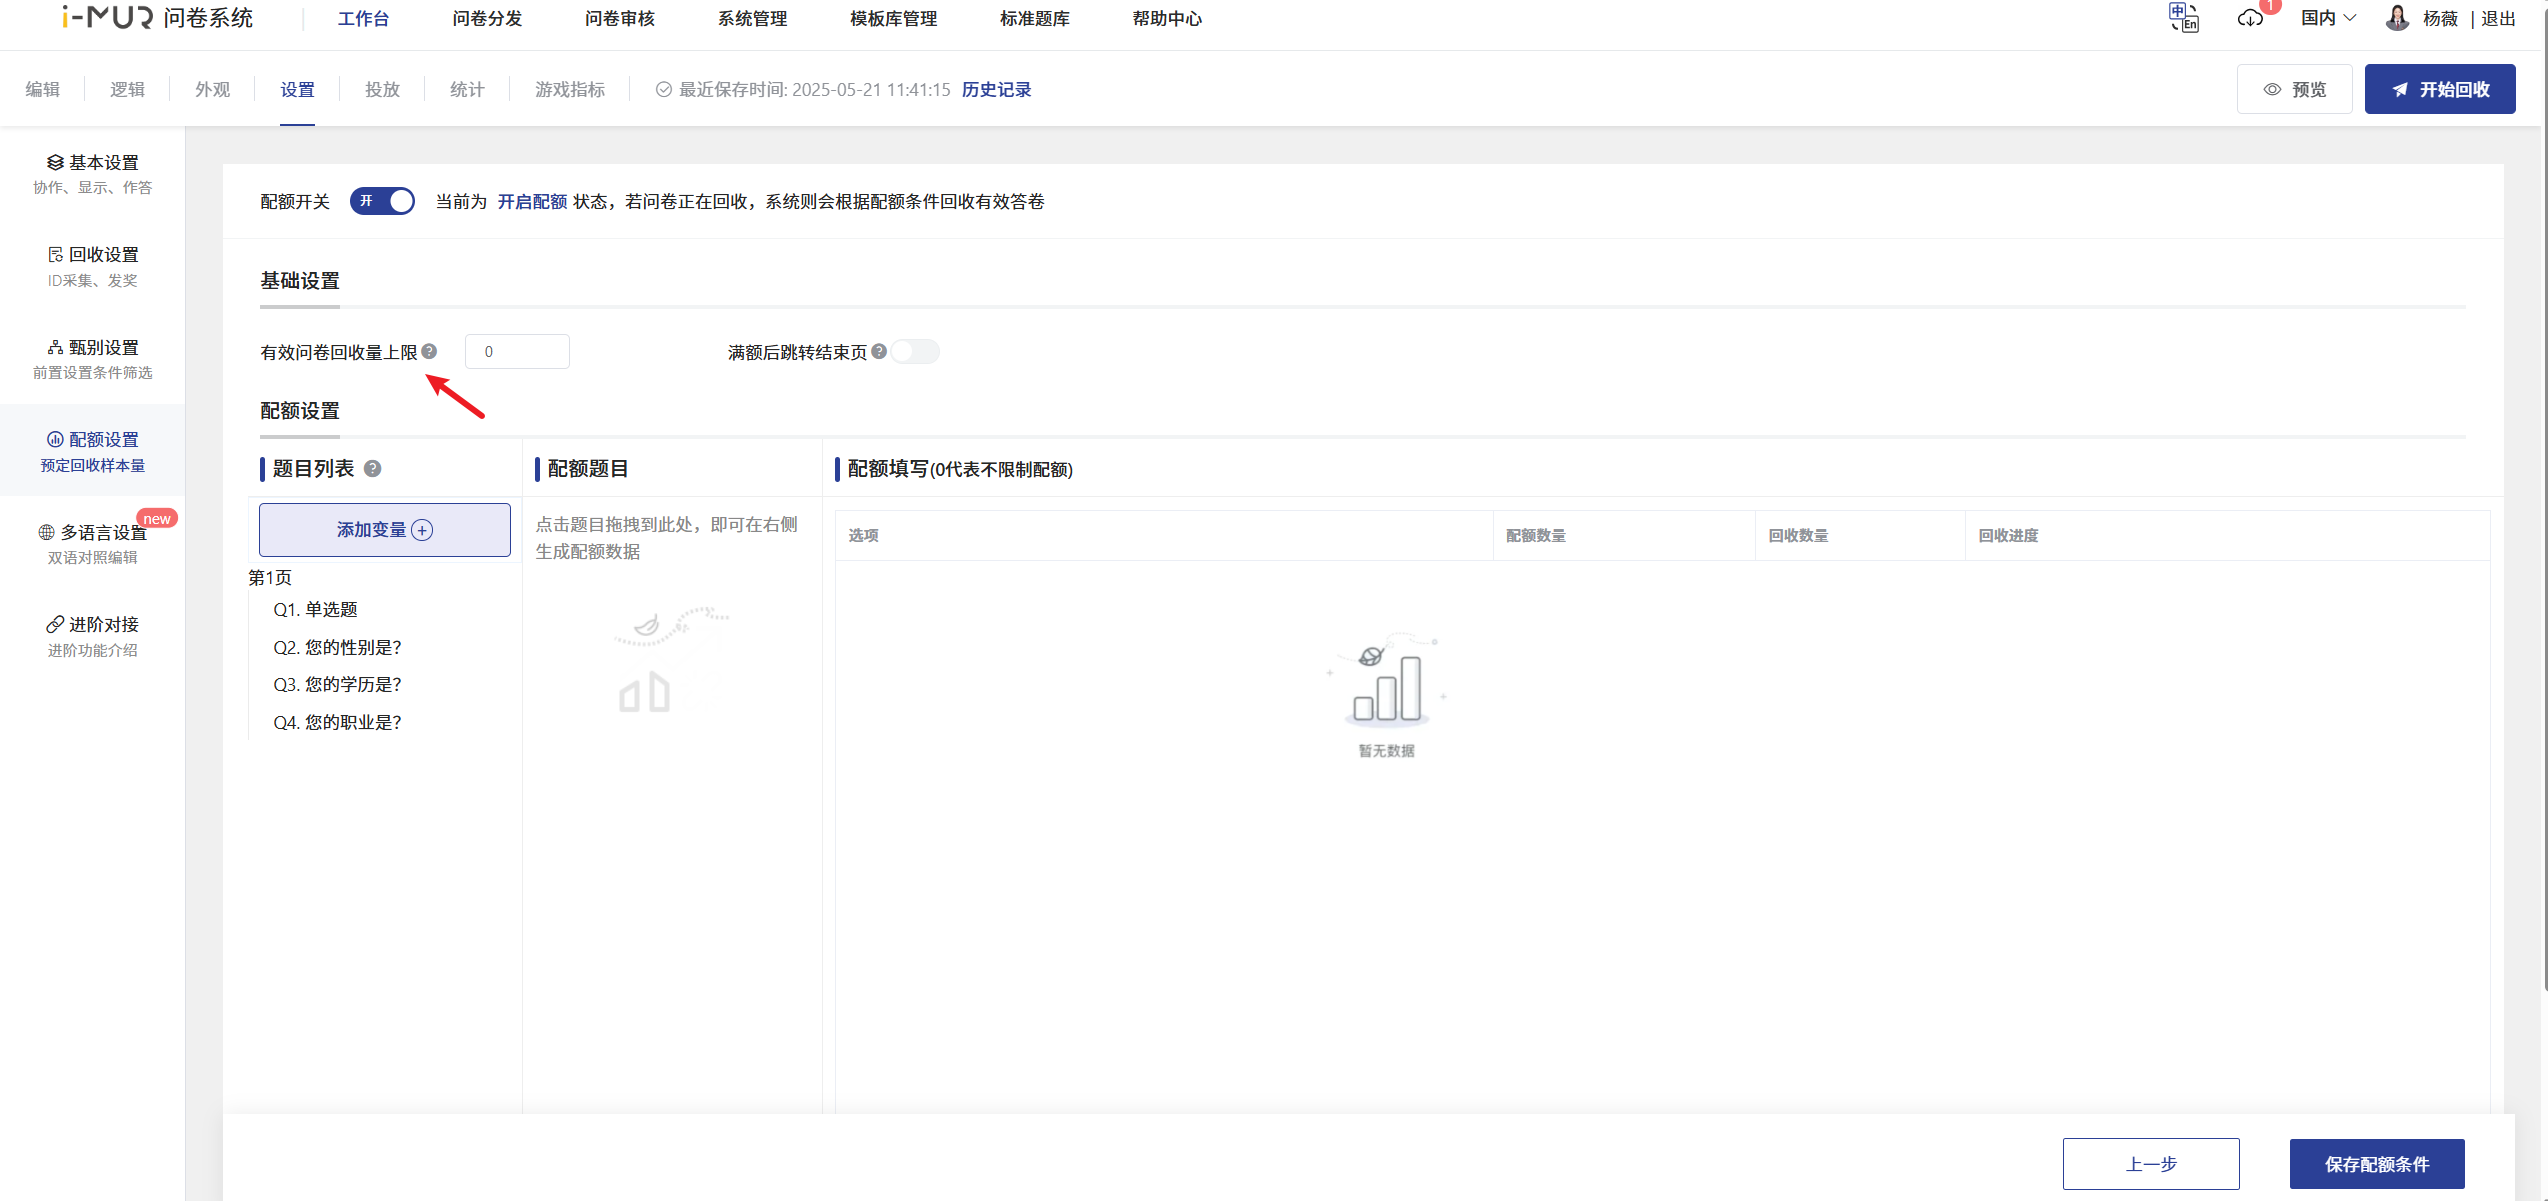 i-MUR 问卷系统 工作台 问卷分发 问卷审核 系统管理 模板库管理 标准题库 帮助中心 中 En 1 国内 杨薇 | 退出
编辑 逻辑 外观 设置 投放 统计 游戏指标 最近保存时间: 2025-05-21 11:41:15 历史记录 预览 开始回收
基本设置
协作、显示、作答
回收设置
ID采集、发奖
甄别设置
前置设置条件筛选
配额设置
预定回收样本量
new
多语言设置
双语对照编辑
进阶对接
进阶功能介绍
配额开关 开 当前为 开启配额 状态，若问卷正在回收，系统则会根据配额条件回收有效答卷
基础设置
有效问卷回收量上限 ? 0 满额后跳转结束页 ?
配额设置
题目列表 ? 配额题目 配额填写(0代表不限制配额)
添加变量
第1页
Q1. 单选题
Q2. 您的性别是?
Q3. 您的学历是?
Q4. 您的职业是?
点击题目拖拽到此处，即可在右侧
生成配额数据
选项 配额数量 回收数量 回收进度
暂无数据
上一步 保存配额条件